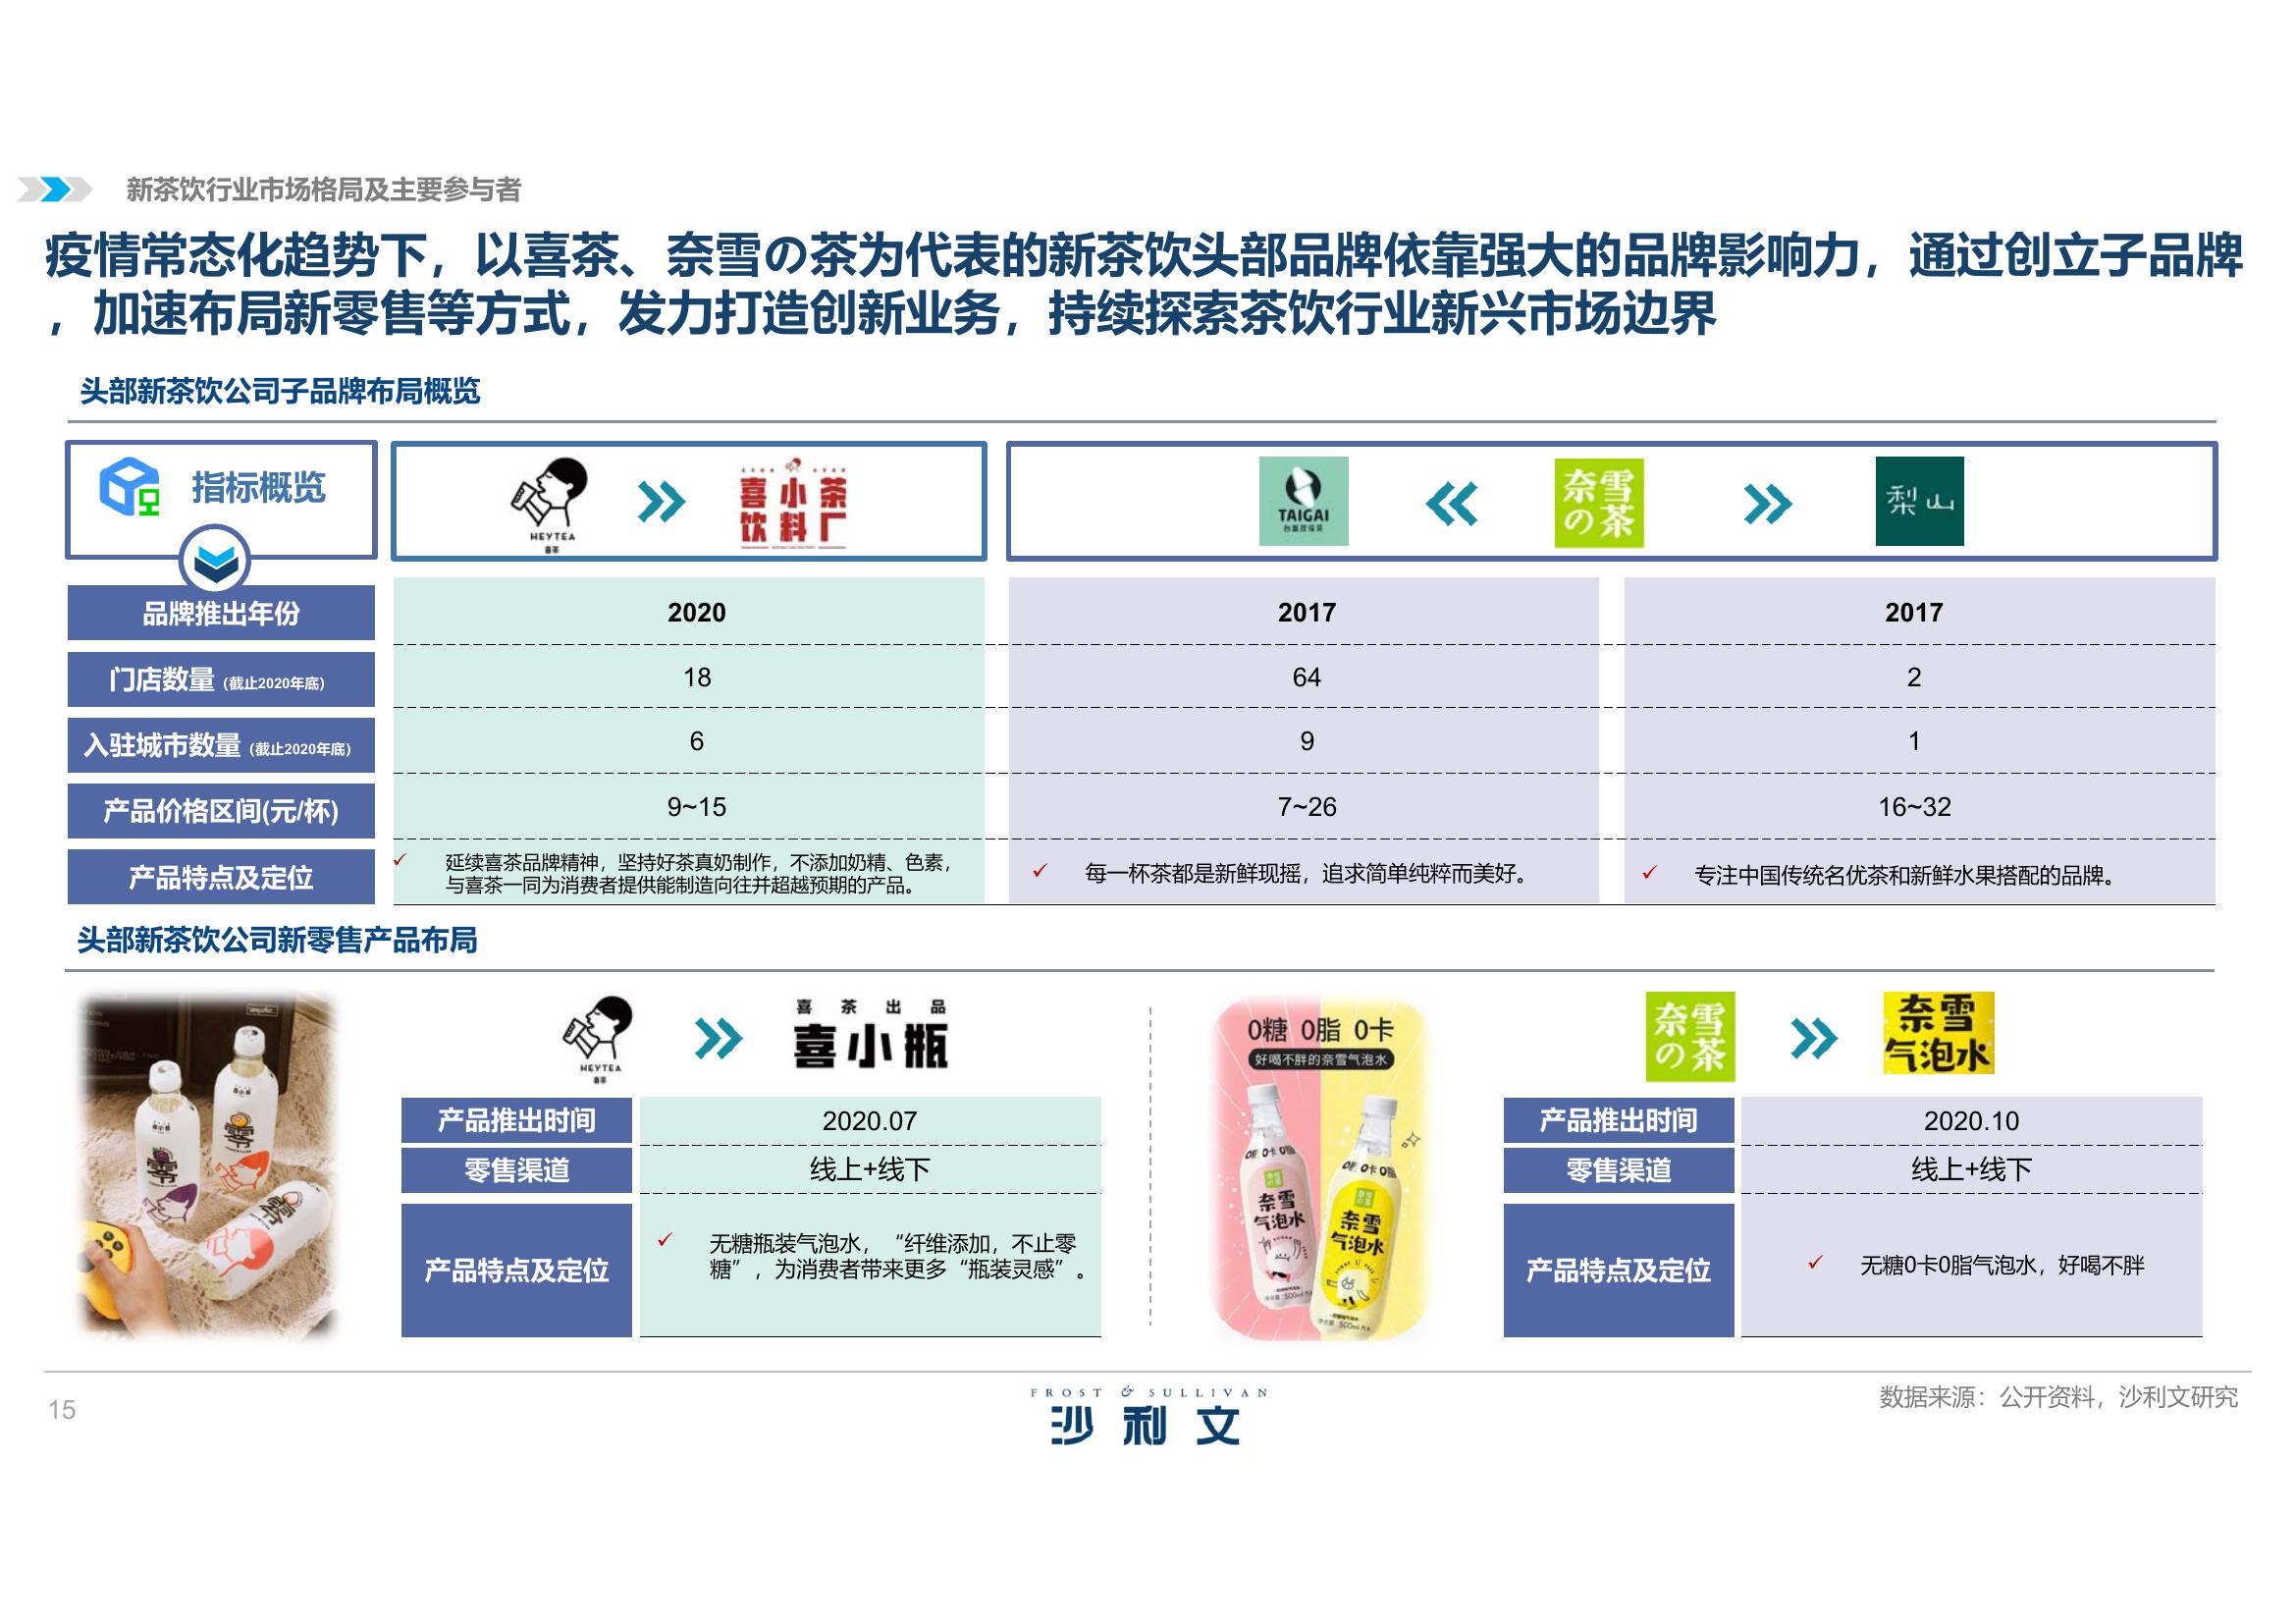 新茶饮行业市场格局及主要参与者
疫情常态化趋势下，以喜茶、奈雪の茶为代表的新茶饮头部品牌依靠强大的品牌影响力，通过创立子品牌
，加速布局新零售等方式，发力打造创新业务，持续探索茶饮行业新兴市场边界
头部新茶饮公司子品牌布局概览
指标概览
HEYTEA
喜茶
喜小茶
饮料厂
TAIGAI
奈雪
の茶
梨山
品牌推出年份 2020 2017 2017
门店数量（截止2020年底） 18 64 2
入驻城市数量（截止2020年底） 6 9 1
产品价格区间(元/杯) 9~15 7~26 16~32
产品特点及定位
✓ 延续喜茶品牌精神，坚持好茶真奶制作，不添加奶精、色素，
与喜茶一同为消费者提供能制造向往并超越预期的产品。
✓ 每一杯茶都是新鲜现摇，追求简单纯粹而美好。
✓ 专注中国传统名优茶和新鲜水果搭配的品牌。
头部新茶饮公司新零售产品布局
HEYTEA
喜茶
喜茶出品
喜小瓶
产品推出时间 2020.07
零售渠道 线上+线下
产品特点及定位
✓ 无糖瓶装气泡水，“纤维添加，不止零
糖”，为消费者带来更多“瓶装灵感”。
0糖 0脂 0卡
好喝不胖的奈雪气泡水
奈雪
气泡水
奈雪
气泡水
奈雪
の茶
奈雪
气泡水
产品推出时间 2020.10
零售渠道 线上+线下
产品特点及定位
✓ 无糖0卡0脂气泡水，好喝不胖
15
FROST & SULLIVAN
沙利文
数据来源：公开资料，沙利文研究